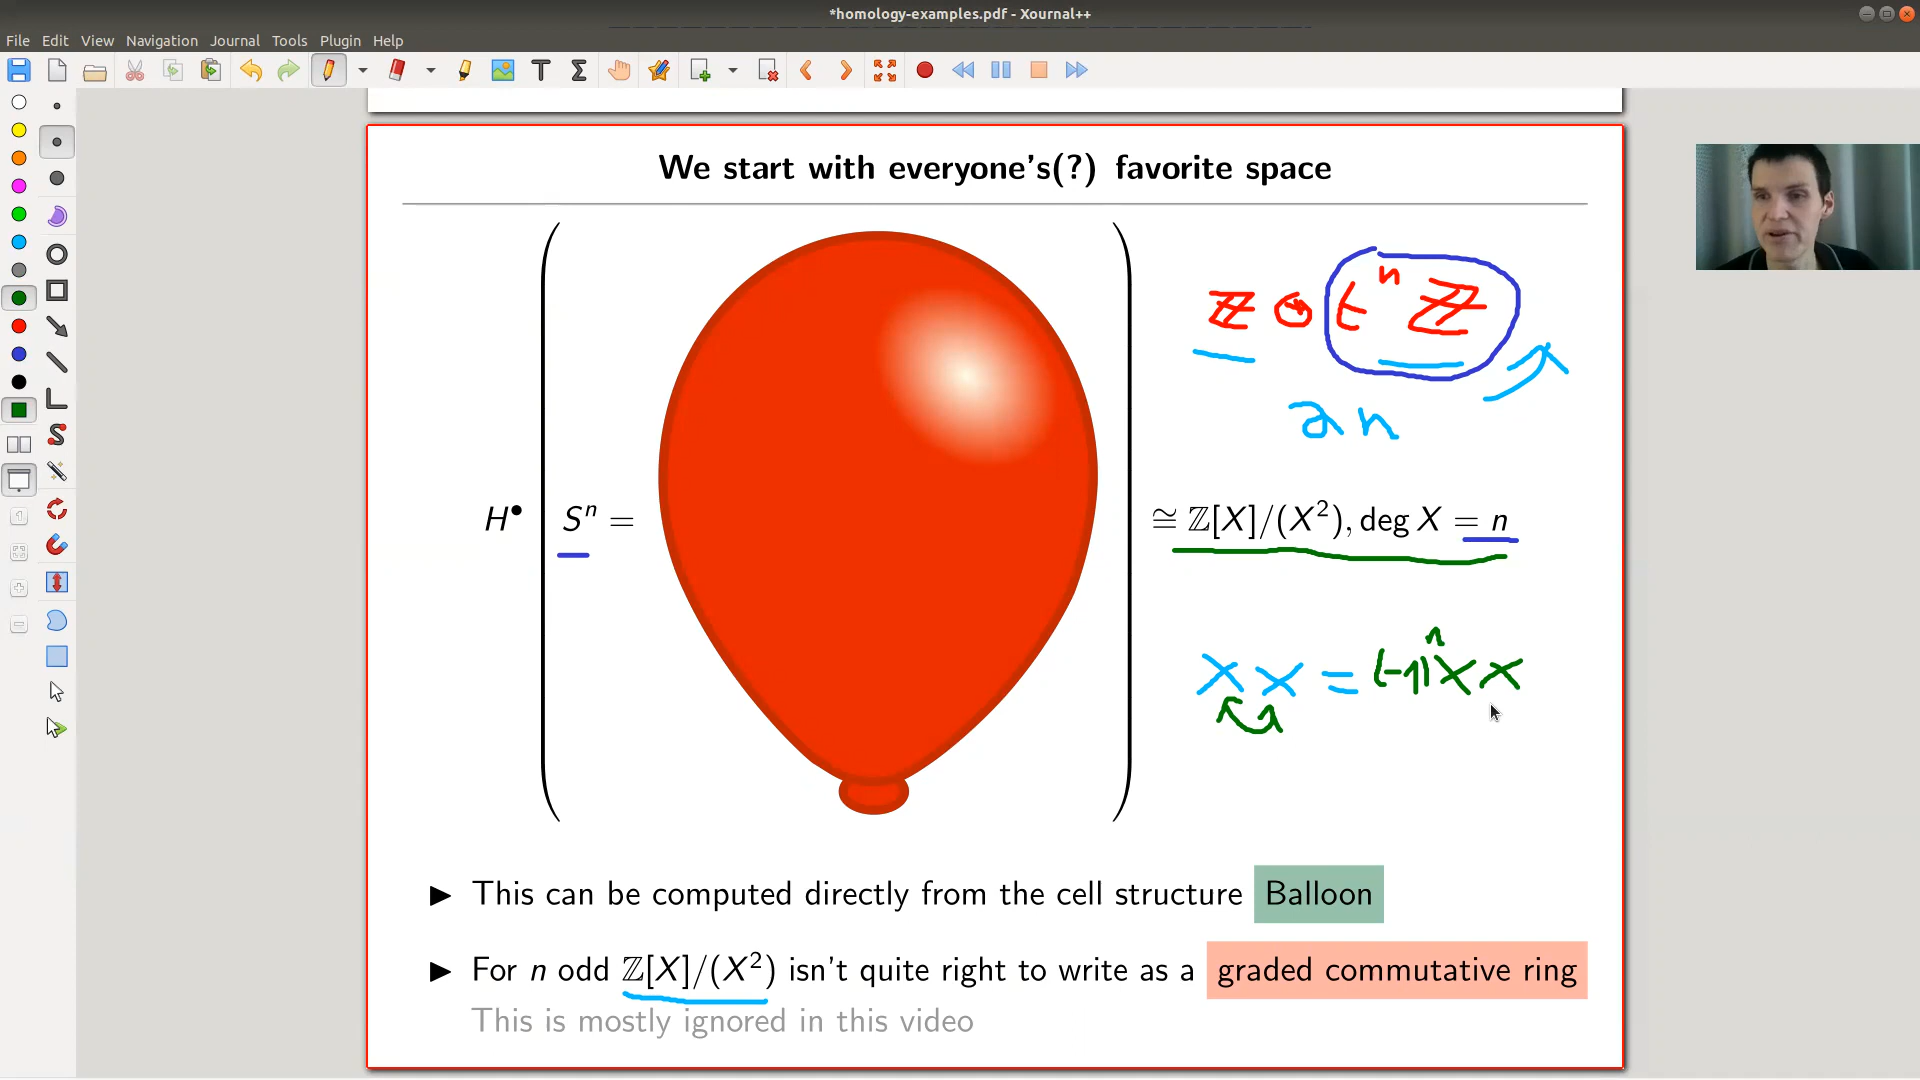 *homology-examples.pdf - Xournal++
File Edit View Navigation Journal Tools Plugin Help
We start with everyone's(?) favorite space
ℤ ⊕ tⁿ ℤ
2n
H• ( Sⁿ = ) ≅ ℤ[X]/(X²), deg X = n
X X = (-1)ⁿ X X
▶ This can be computed directly from the cell structure Balloon
▶ For n odd ℤ[X]/(X²) isn't quite right to write as a graded commutative ring
This is mostly ignored in this video